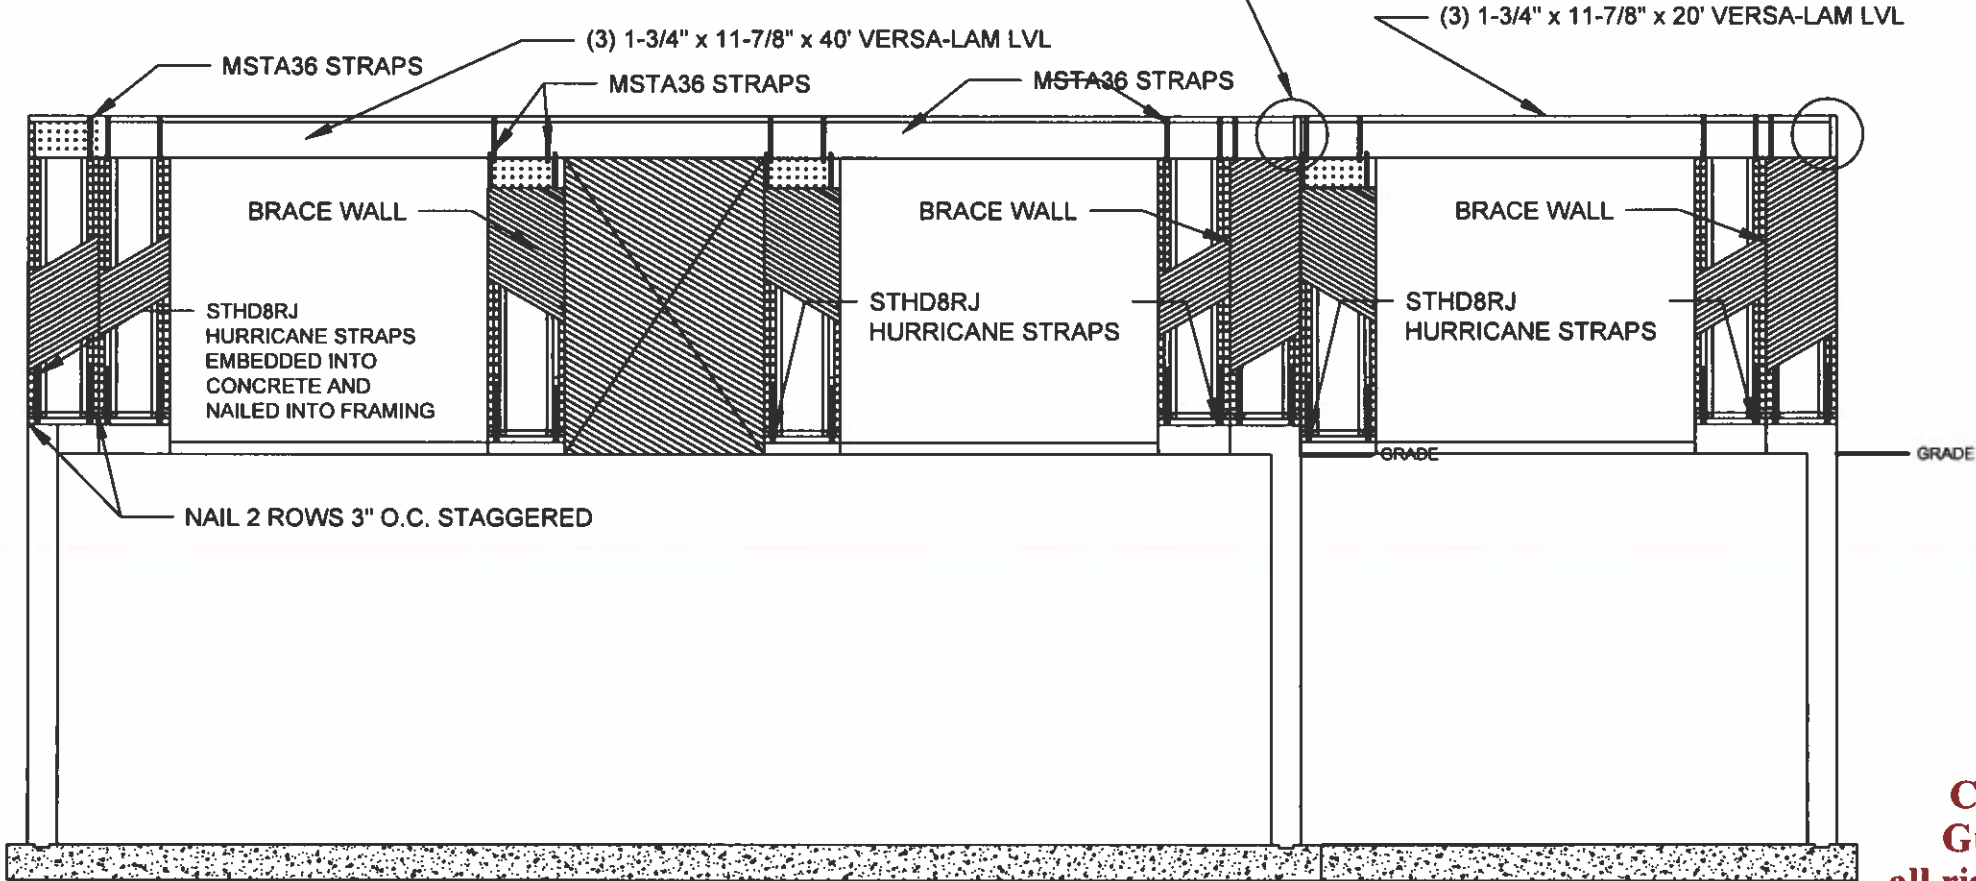 (3) 1-3/4" x 11-7/8" x 20' VERSA-LAM LVL
(3) 1-3/4" x 11-7/8" x 40' VERSA-LAM LVL
MSTA36 STRAPS
MSTA36 STRAPS
MSTA36 STRAPS
BRACE WALL
BRACE WALL
BRACE WALL
STHD8RJ
HURRICANE STRAPS
EMBEDDED INTO
CONCRETE AND
NAILED INTO FRAMING
STHD8RJ
HURRICANE STRAPS
STHD8RJ
HURRICANE STRAPS
GRADE
GRADE
NAIL 2 ROWS 3" O.C. STAGGERED